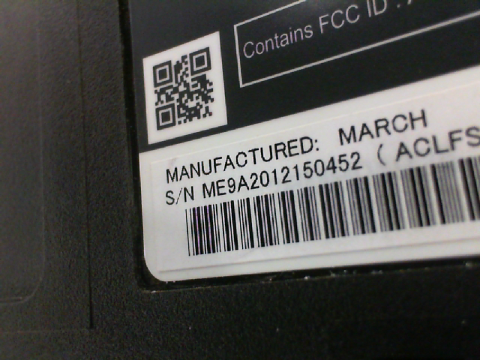 Contains FCC ID :
MANUFACTURED: MARCH
S/N ME9A2012150452 ( ACLFS